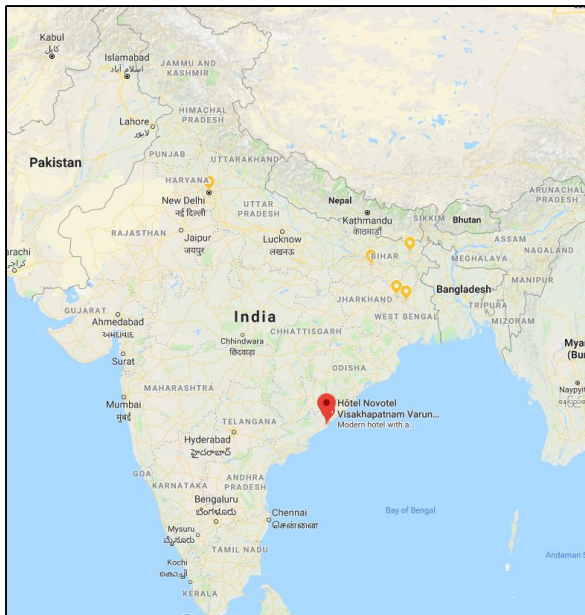 Kabul
کابل
Islamabad
اسلام آباد
JAMMU AND
KASHMIR
HIMACHAL
PRADESH
Lahore
لاہور
PUNJAB
UTTARAKHAND
Pakistan
HARYANA
New Delhi
नई दिल्ली
UTTAR
PRADESH
Nepal
Kathmandu
काठमाडौं
SIKKIM
Bhutan
ARUNACHAL
PRADESH
ASSAM
NAGALAND
RAJASTHAN
Jaipur
जयपुर
Lucknow
लखनऊ
BIHAR
MEGHALAYA
MANIPUR
arachi
کراچی
Bangladesh
JHARKHAND
TRIPURA
MIZORAM
GUJARAT
Ahmedabad
અમદાવાદ
India
WEST BENGAL
CHHATTISGARH
Chhindwara
छिंदवाड़ा
Surat
ODISHA
Myan
(Bur
Naypyit
MAHARASHTRA
Mumbai
मुंबई
Hôtel Novotel
Visakhapatnam Varun...
Modern hotel with a...
TELANGANA
Hyderabad
హైదరాబాద్
GOA
KARNATAKA
ANDHRA
PRADESH
Bengaluru
ಬೆಂಗಳೂರು
Chennai
சென்னை
Bay of Bengal
Mysuru
ಮೈಸೂರು
TAMIL NADU
Kochi
കൊച്ചി
KERALA
Andaman S